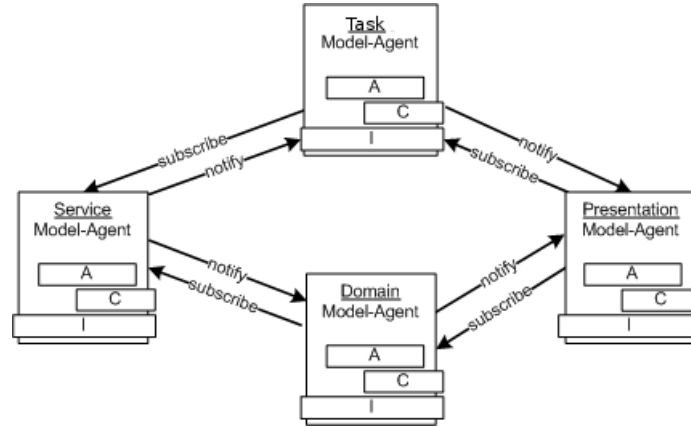 Task
Model-Agent
A
C
I
subscribe
notify
notify
subscribe
Service
Model-Agent
A
C
I
Presentation
Model-Agent
A
C
I
notify
subscribe
notify
subscribe
Domain
Model-Agent
A
C
I